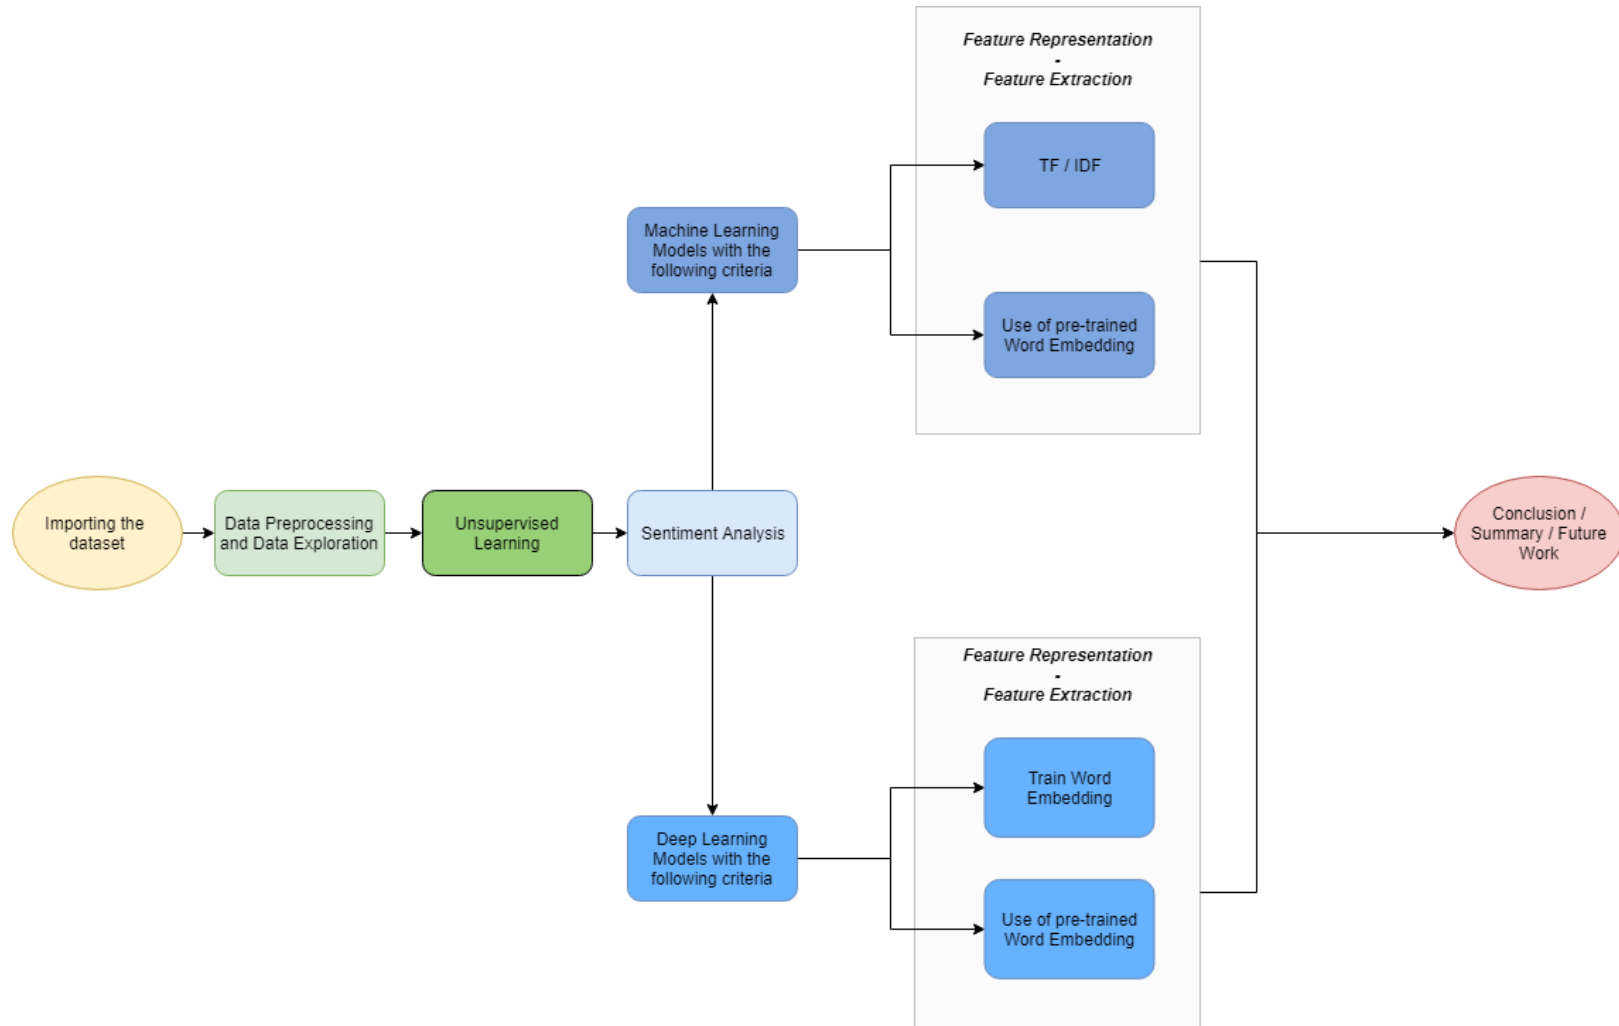 Feature Representation
-
Feature Extraction
TF / IDF
Machine Learning
Models with the
following criteria
Use of pre-trained
Word Embedding
Importing the
dataset
Data Preprocessing
and Data Exploration
Unsupervised
Learning
Sentiment Analysis
Conclusion /
Summary / Future
Work
Feature Representation
-
Feature Extraction
Train Word
Embedding
Deep Learning
Models with the
following criteria
Use of pre-trained
Word Embedding